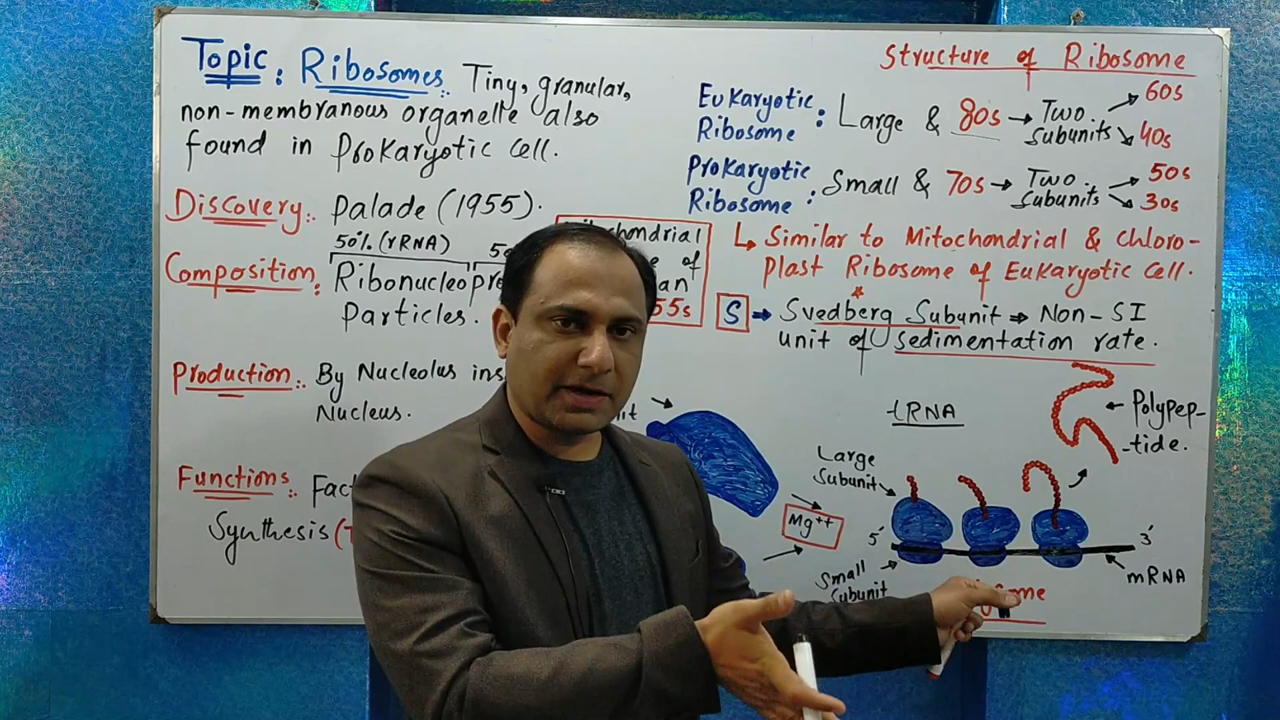 Topic: Ribosomes: Tiny, granular,
non-membranous organelle also
found in Prokaryotic cell.
Discovery: Palade (1955).
50% (rRNA)
Composition: Ribonucleo
Particles.
Production: By Nucleolus
Nucleus.
Functions:
Synthesis
55s
Structure of Ribosome
Eukaryotic
Ribosome : Large & 80s → Two
Subunits
60s
40s
Prokaryotic
Ribosome : Small & 70s → Two
Subunits
50s
30s
↳ Similar to Mitochondrial & Chloro-
plast Ribosome of Eukaryotic Cell.
S → Svedberg Subunit ⇒ Non-SI
unit of sedimentation rate.
tRNA
← Polypep-
-tide.
Large
Subunit
Mg++
5′
3′
Small
Subunit
mRNA